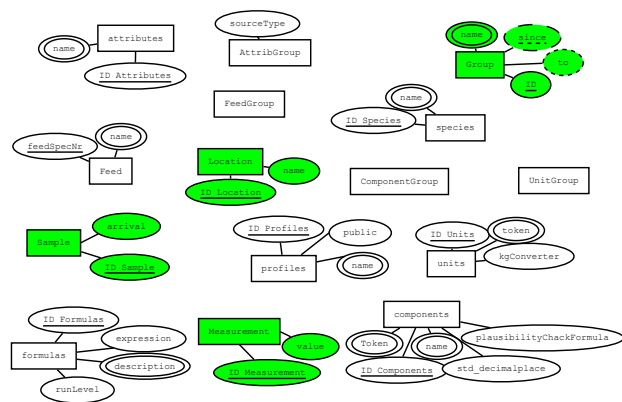 sourceType
name
attributes
AttribGroup
name
since
Group
to
ID Attributes
ID
FeedGroup
name
ID Species
species
name
feedSpecNr
Feed
Location
name
ID Location
ComponentGroup
UnitGroup
arrival
Sample
ID Sample
ID Profiles
public
profiles
name
ID Units
token
units
kgConverter
ID Formulas
expression
formulas
description
runLevel
Measurement
value
ID Measurement
components
Token
name
plausibilityChackFormula
ID Components
std_decimalplace